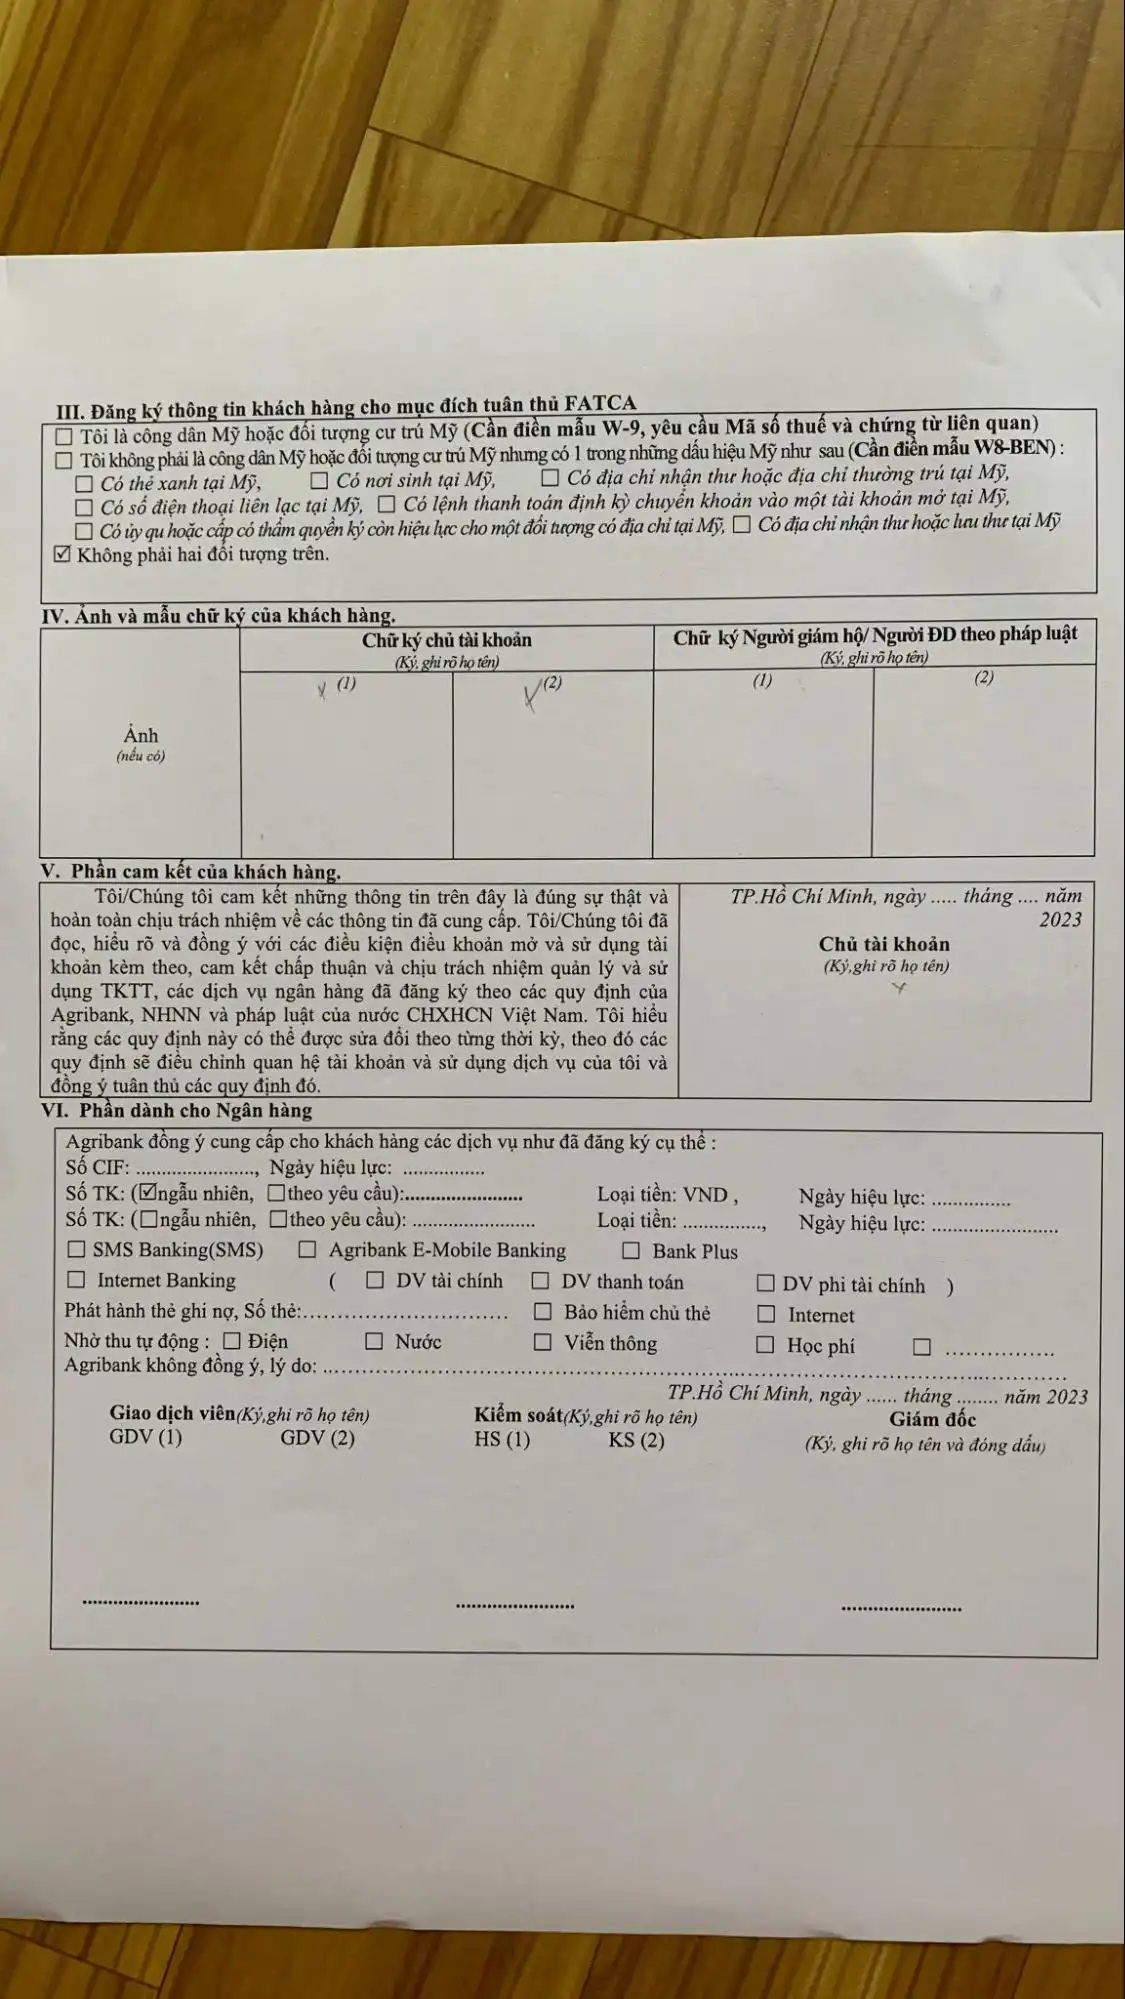 III. Đăng ký thông tin khách hàng cho mục đích tuân thủ FATCA
☐ Tôi là công dân Mỹ hoặc đối tượng cư trú Mỹ (Cần điền mẫu W-9, yêu cầu Mã số thuế và chứng từ liên quan)
☐ Tôi không phải là công dân Mỹ hoặc đối tượng cư trú Mỹ nhưng có 1 trong những dấu hiệu Mỹ như sau (Cần điền mẫu W8-BEN) :
☐ Có thẻ xanh tại Mỹ, ☐ Có nơi sinh tại Mỹ, ☐ Có địa chỉ nhận thư hoặc địa chỉ thường trú tại Mỹ,
☐ Có số điện thoại liên lạc tại Mỹ, ☐ Có lệnh thanh toán định kỳ chuyển khoản vào một tài khoản mở tại Mỹ,
☐ Có ủy qu hoặc cấp có thẩm quyền ký còn hiệu lực cho một đối tượng có địa chỉ tại Mỹ, ☐ Có địa chỉ nhận thư hoặc lưu thư tại Mỹ
☑ Không phải hai đối tượng trên.
IV. Ảnh và mẫu chữ ký của khách hàng.
Chữ ký chủ tài khoản Chữ ký Người giám hộ/ Người ĐD theo pháp luật
(Ký, ghi rõ họ tên) (Ký, ghi rõ họ tên)
(1) (2) (1) (2)
Ảnh
(nếu có)
V. Phần cam kết của khách hàng.
Tôi/Chúng tôi cam kết những thông tin trên đây là đúng sự thật và
hoàn toàn chịu trách nhiệm về các thông tin đã cung cấp. Tôi/Chúng tôi đã
đọc, hiểu rõ và đồng ý với các điều kiện điều khoản mở và sử dụng tài
khoản kèm theo, cam kết chấp thuận và chịu trách nhiệm quản lý và sử
dụng TKTT, các dịch vụ ngân hàng đã đăng ký theo các quy định của
Agribank, NHNN và pháp luật của nước CHXHCN Việt Nam. Tôi hiểu
rằng các quy định này có thể được sửa đổi theo từng thời kỳ, theo đó các
quy định sẽ điều chỉnh quan hệ tài khoản và sử dụng dịch vụ của tôi và
đồng ý tuân thủ các quy định đó.
TP.Hồ Chí Minh, ngày ..... tháng .... năm
2023
Chủ tài khoản
(Ký,ghi rõ họ tên)
VI. Phần dành cho Ngân hàng
Agribank đồng ý cung cấp cho khách hàng các dịch vụ như đã đăng ký cụ thể :
Số CIF: ......................., Ngày hiệu lực: ................
Số TK: (☑ngẫu nhiên, ☐theo yêu cầu):....................... Loại tiền: VND , Ngày hiệu lực: ...............
Số TK: (☐ngẫu nhiên, ☐theo yêu cầu): ....................... Loại tiền: ..............., Ngày hiệu lực: ........................
☐ SMS Banking(SMS) ☐ Agribank E-Mobile Banking ☐ Bank Plus
☐ Internet Banking ( ☐ DV tài chính ☐ DV thanh toán ☐ DV phi tài chính )
Phát hành thẻ ghi nợ, Số thẻ:................................ ☐ Bảo hiểm chủ thẻ ☐ Internet
Nhờ thu tự động : ☐ Điện ☐ Nước ☐ Viễn thông ☐ Học phí ☐ .................
Agribank không đồng ý, lý do: ........................................................................
TP.Hồ Chí Minh, ngày ...... tháng ........ năm 2023
Giao dịch viên(Ký,ghi rõ họ tên) Kiểm soát(Ký,ghi rõ họ tên) Giám đốc
GDV (1) GDV (2) HS (1) KS (2) (Ký, ghi rõ họ tên và đóng dấu)
....................... ....................... .......................